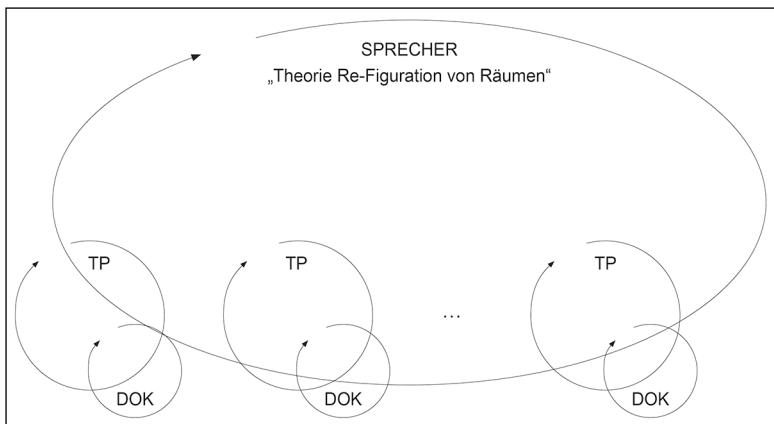 SPRECHER
„Theorie Re-Figuration von Räumen“
TP TP TP
…
DOK DOK DOK